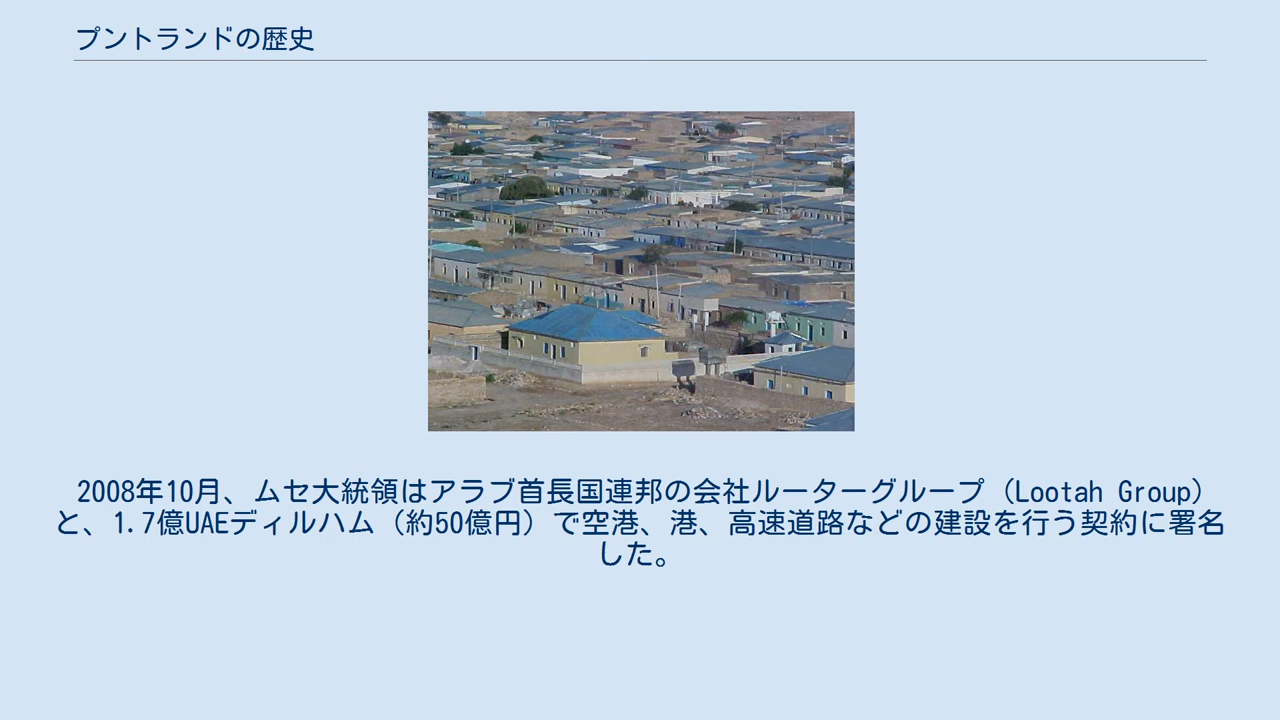 プントランドの歴史
2008年10月、ムセ大統領はアラブ首長国連邦の会社ルーターグループ（Lootah Group）
と、1.7億UAEディルハム（約50億円）で空港、港、高速道路などの建設を行う契約に署名
した。